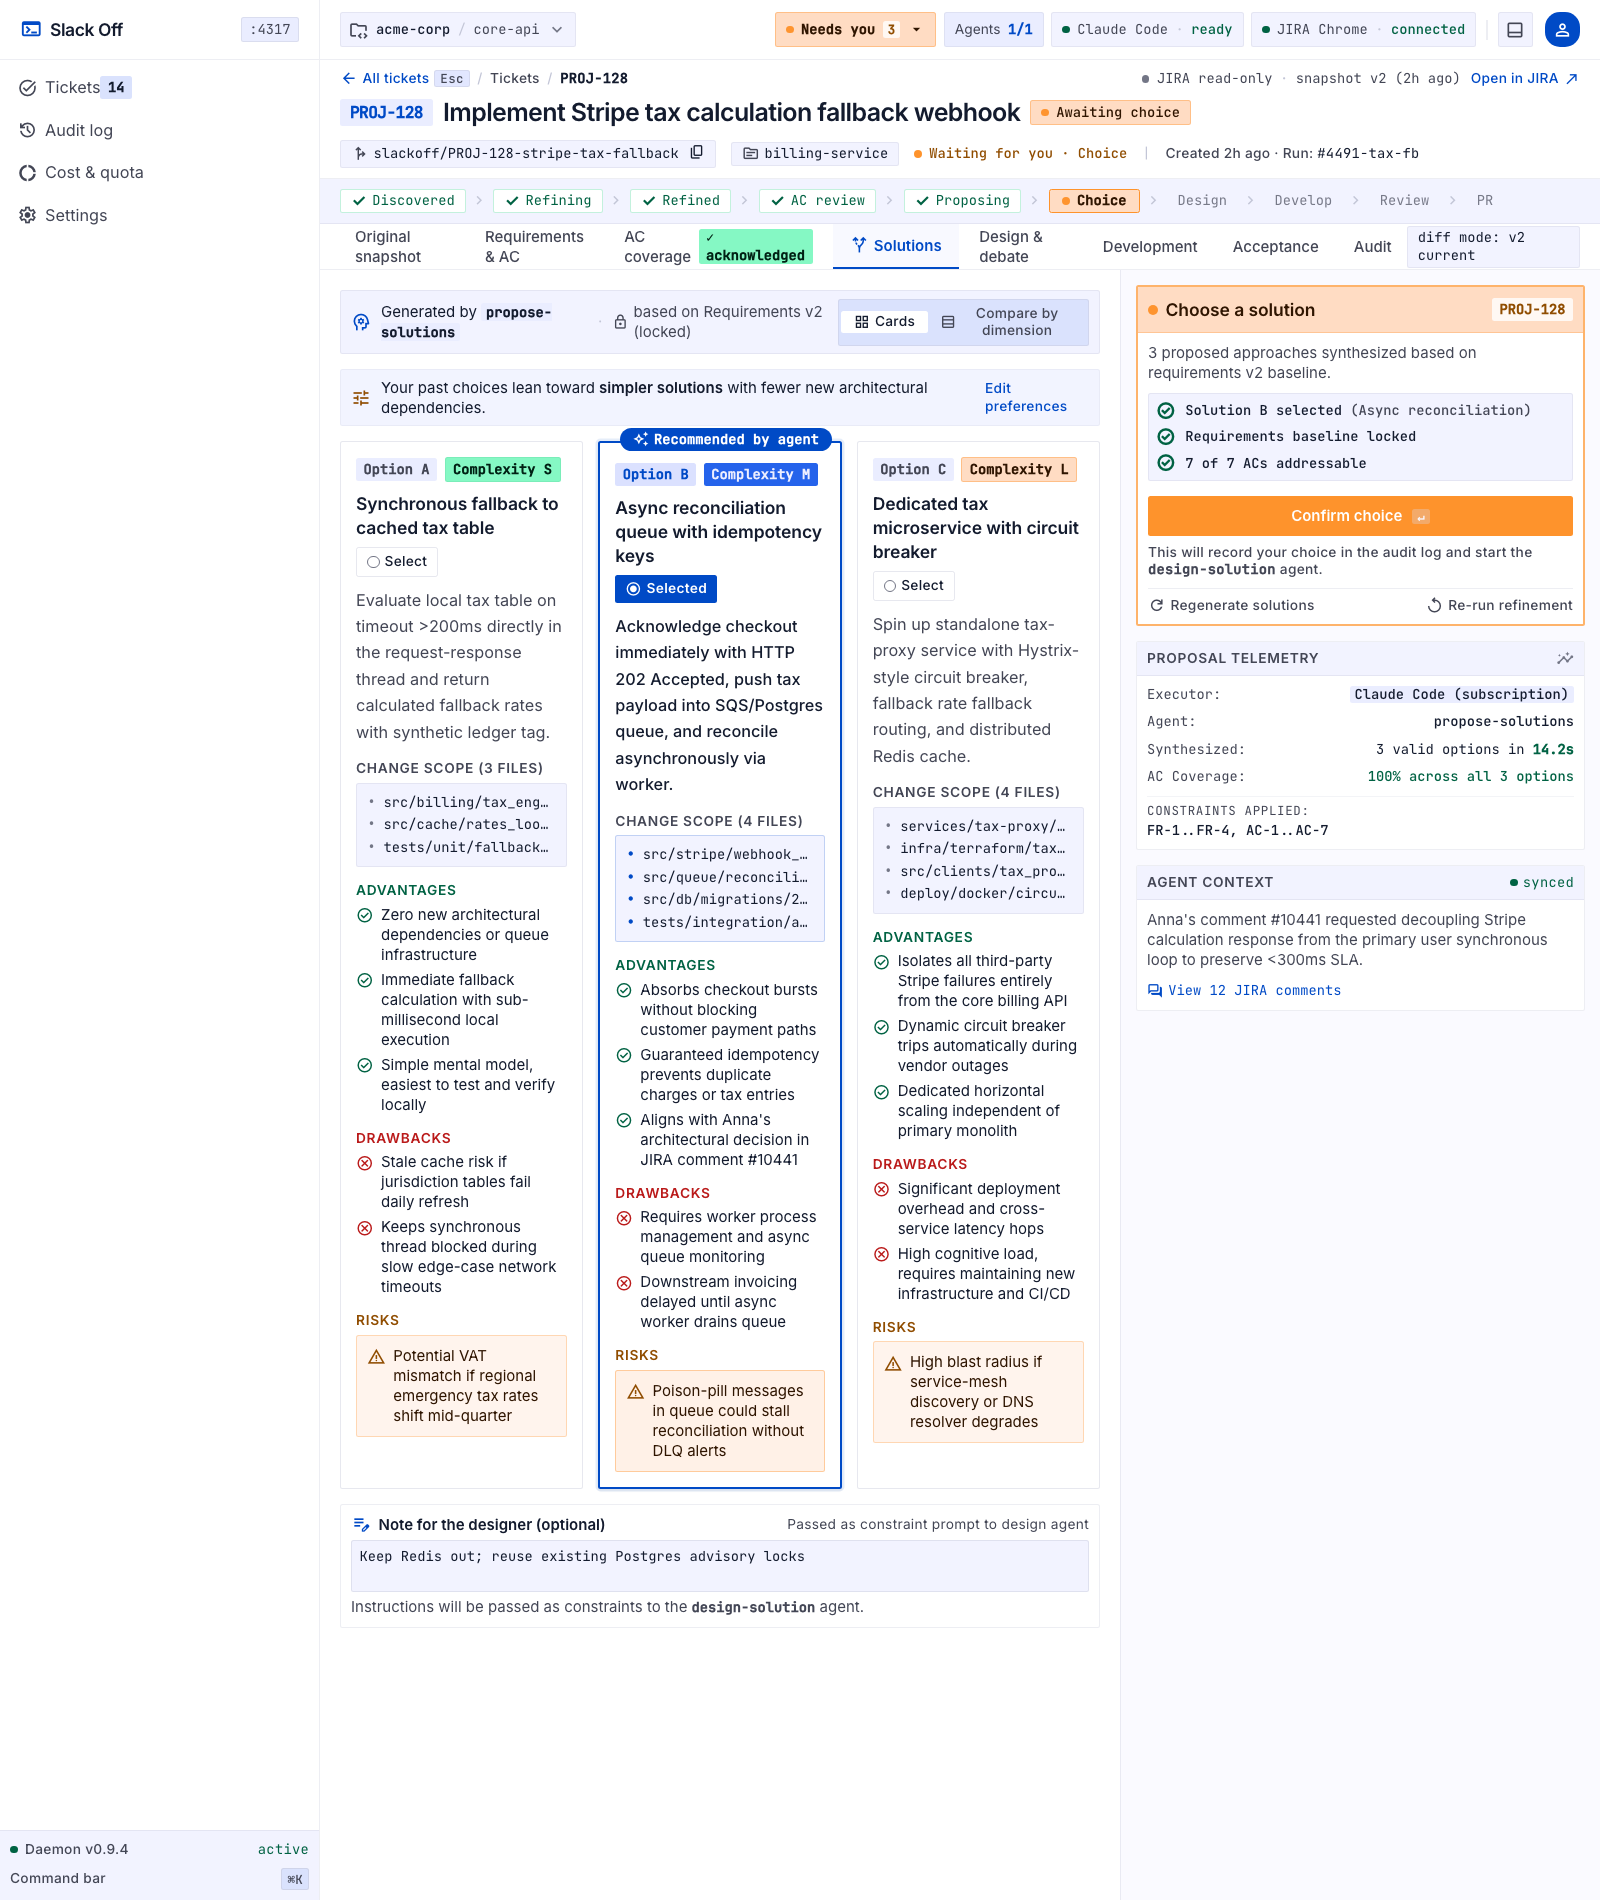 Slack Off
:4317
Tickets 14
Audit log
Cost & quota
Settings
Daemon v0.9.4
active
Command bar
⌘K
acme-corp / core-api
Needs you 3
Agents 1/1
Claude Code · ready
JIRA Chrome · connected
All tickets Esc / Tickets / PROJ-128
JIRA read-only · snapshot v2 (2h ago) Open in JIRA
PROJ-128 Implement Stripe tax calculation fallback webhook
Awaiting choice
slackoff/PROJ-128-stripe-tax-fallback
billing-service
Waiting for you · Choice | Created 2h ago · Run: #4491-tax-fb
Discovered
Refining
Refined
AC review
Proposing
Choice
Design
Develop
Review
PR
Original
snapshot
Requirements
& AC
AC
coverage
✓
acknowledged
Solutions
Design &
debate
Development
Acceptance
Audit
diff mode: v2
current
Generated by propose-
solutions
·
based on Requirements v2
(locked)
Cards
Compare by
dimension
Your past choices lean toward simpler solutions with fewer new architectural
dependencies.
Edit
preferences
Option A Complexity S
Synchronous fallback to
cached tax table
Select
Evaluate local tax table on
timeout >200ms directly in
the request-response
thread and return
calculated fallback rates
with synthetic ledger tag.
CHANGE SCOPE (3 FILES)
• src/billing/tax_eng…
• src/cache/rates_loo…
• tests/unit/fallback…
ADVANTAGES
Zero new architectural
dependencies or queue
infrastructure
Immediate fallback
calculation with sub-
millisecond local
execution
Simple mental model,
easiest to test and verify
locally
DRAWBACKS
Stale cache risk if
jurisdiction tables fail
daily refresh
Keeps synchronous
thread blocked during
slow edge-case network
timeouts
RISKS
Potential VAT
mismatch if regional
emergency tax rates
shift mid-quarter
Recommended by agent
Option B Complexity M
Async reconciliation
queue with idempotency
keys
Selected
Acknowledge checkout
immediately with HTTP
202 Accepted, push tax
payload into SQS/Postgres
queue, and reconcile
asynchronously via
worker.
CHANGE SCOPE (4 FILES)
• src/stripe/webhook_…
• src/queue/reconcili…
• src/db/migrations/2…
• tests/integration/a…
ADVANTAGES
Absorbs checkout bursts
without blocking
customer payment paths
Guaranteed idempotency
prevents duplicate
charges or tax entries
Aligns with Anna's
architectural decision in
JIRA comment #10441
DRAWBACKS
Requires worker process
management and async
queue monitoring
Downstream invoicing
delayed until async
worker drains queue
RISKS
Poison-pill messages
in queue could stall
reconciliation without
DLQ alerts
Option C Complexity L
Dedicated tax
microservice with circuit
breaker
Select
Spin up standalone tax-
proxy service with Hystrix-
style circuit breaker,
fallback rate fallback
routing, and distributed
Redis cache.
CHANGE SCOPE (4 FILES)
• services/tax-proxy/…
• infra/terraform/tax…
• src/clients/tax_pro…
• deploy/docker/circu…
ADVANTAGES
Isolates all third-party
Stripe failures entirely
from the core billing API
Dynamic circuit breaker
trips automatically during
vendor outages
Dedicated horizontal
scaling independent of
primary monolith
DRAWBACKS
Significant deployment
overhead and cross-
service latency hops
High cognitive load,
requires maintaining new
infrastructure and CI/CD
RISKS
High blast radius if
service-mesh
discovery or DNS
resolver degrades
Note for the designer (optional)
Passed as constraint prompt to design agent
Keep Redis out; reuse existing Postgres advisory locks
Instructions will be passed as constraints to the design-solution agent.
Choose a solution
PROJ-128
3 proposed approaches synthesized based on
requirements v2 baseline.
Solution B selected (Async reconciliation)
Requirements baseline locked
7 of 7 ACs addressable
Confirm choice ↵
This will record your choice in the audit log and start the
design-solution agent.
Regenerate solutions
Re-run refinement
PROPOSAL TELEMETRY
Executor: Claude Code (subscription)
Agent: propose-solutions
Synthesized: 3 valid options in 14.2s
AC Coverage: 100% across all 3 options
CONSTRAINTS APPLIED:
FR-1..FR-4, AC-1..AC-7
AGENT CONTEXT
synced
Anna's comment #10441 requested decoupling Stripe
calculation response from the primary user synchronous
loop to preserve <300ms SLA.
View 12 JIRA comments